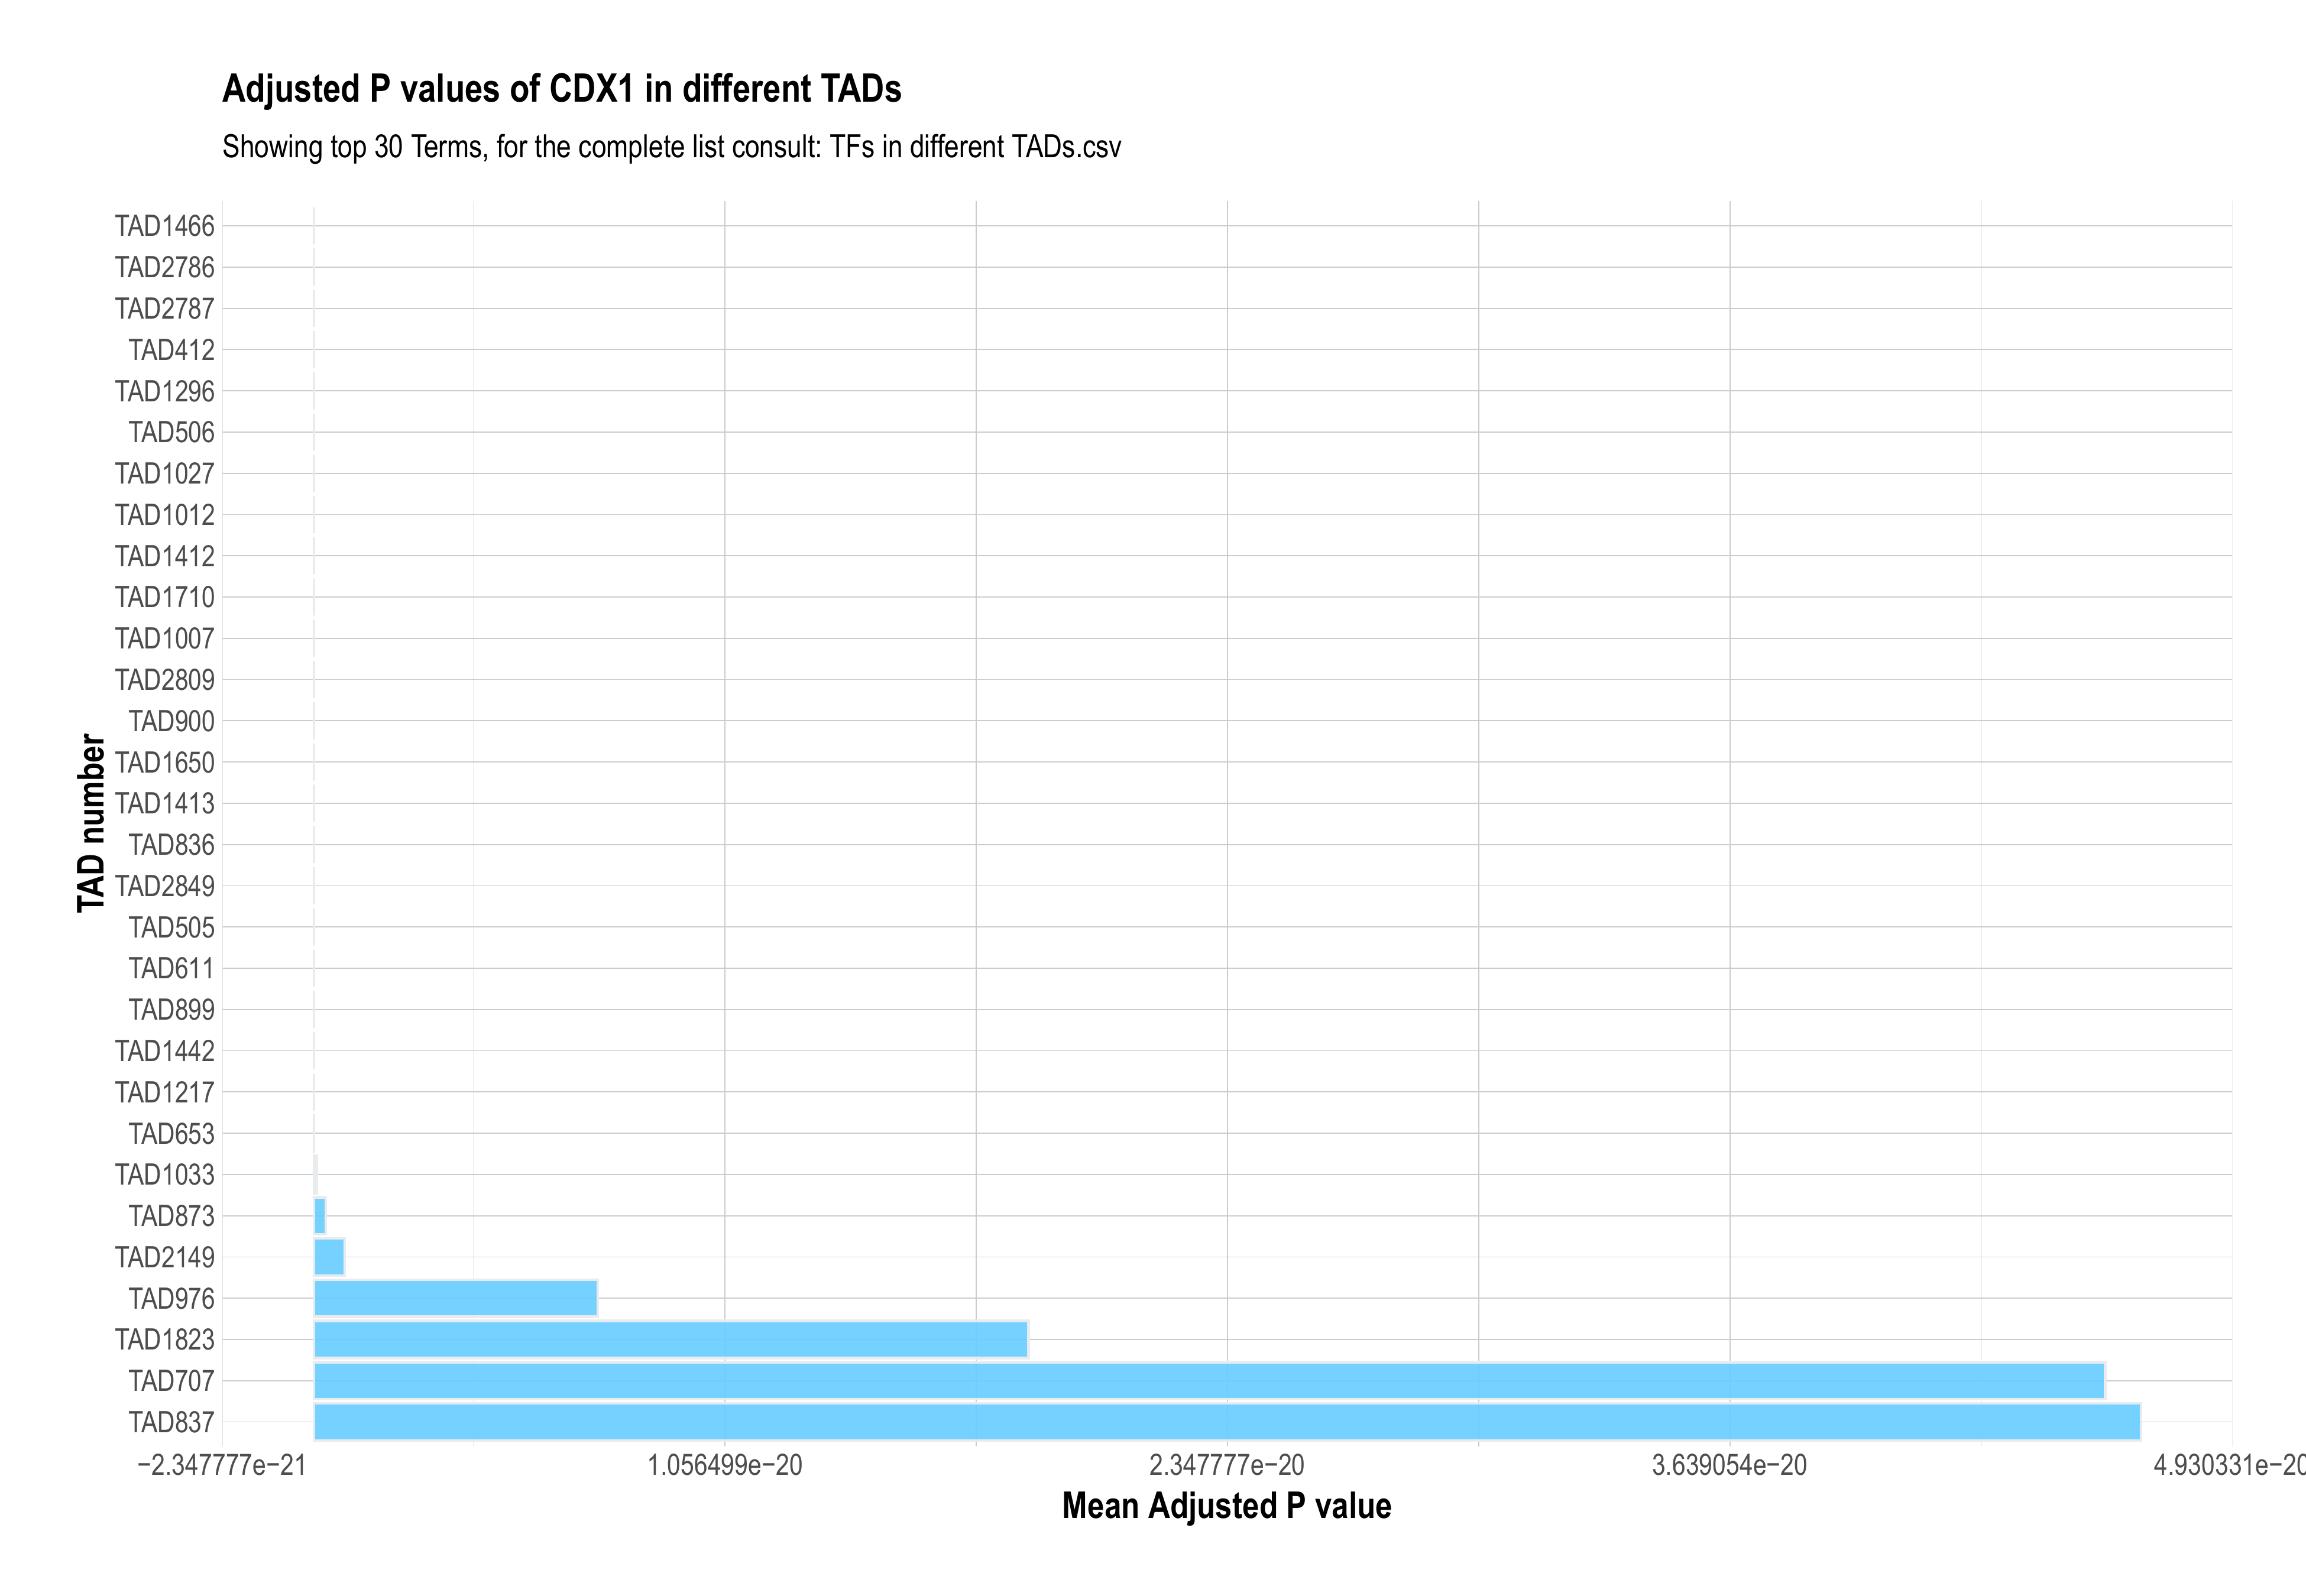 Adjusted P values of CDX1 in different TADs
Showing top 30 Terms, for the complete list consult: TFs in different TADs.csv
TAD number
TAD1466
TAD2786
TAD2787
TAD412
TAD1296
TAD506
TAD1027
TAD1012
TAD1412
TAD1710
TAD1007
TAD2809
TAD900
TAD1650
TAD1413
TAD836
TAD2849
TAD505
TAD611
TAD899
TAD1442
TAD1217
TAD653
TAD1033
TAD873
TAD2149
TAD976
TAD1823
TAD707
TAD837
−2.347777e−21 1.056499e−20 2.347777e−20 3.639054e−20 4.930331e−20
Mean Adjusted P value